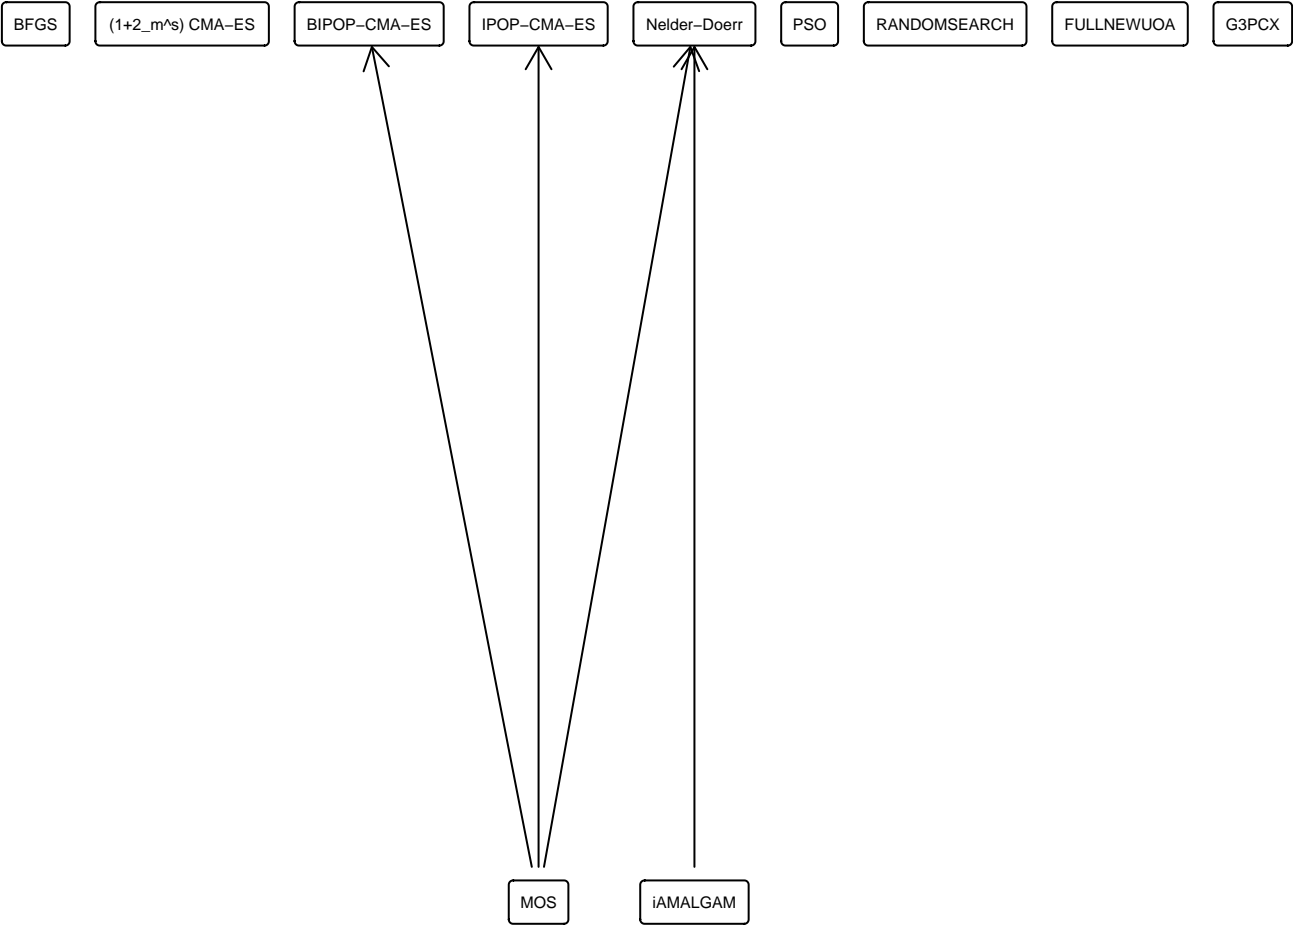 BFGS
(1+2_m^s) CMA−ES
BIPOP−CMA−ES
IPOP−CMA−ES
Nelder−Doerr
PSO
RANDOMSEARCH
FULLNEWUOA
G3PCX
MOS
iAMALGAM